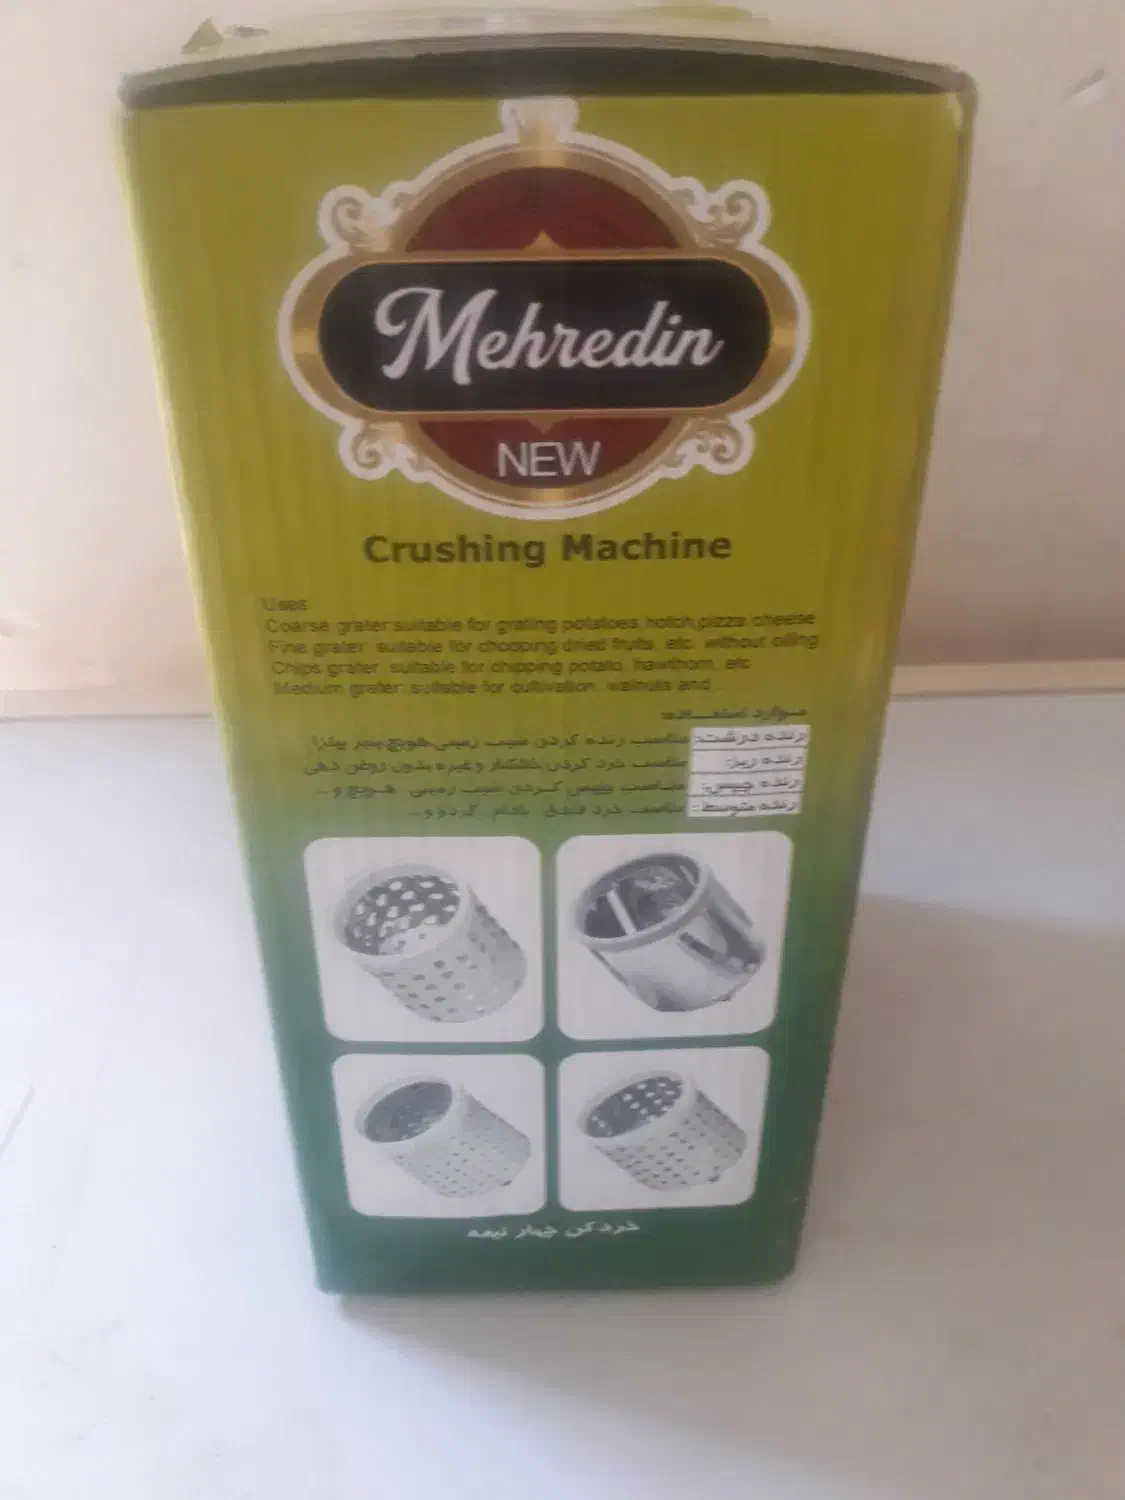 Mehredin
NEW
Crushing Machine
Uses
Coarse grater suitable for grating potatoes, hotch,pizza cheese
Fine grater suitable for chopping dried fruits, etc. without oiling
Chips grater suitable for chipping potato, hawthorn, etc
Medium grater suitable for cultivation, walnuts and...
موارد استفاده:
رنده درشت: مناسب رنده کردن سیب زمینی،هویج،پنیر پیتزا
رنده ریز: مناسب خرد کردن خشکبار و غیره بدون روغن دهی
رنده چیپس: مناسب چیپس کردن سیب زمینی هویج و ...
رنده متوسط: مناسب خرد فندق بادام گردو و ...
خردکن چهار تیغه